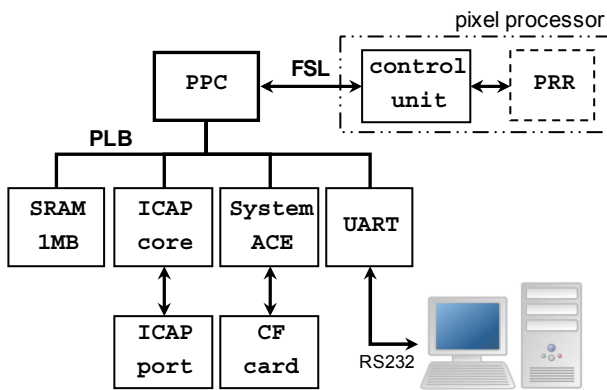 pixel processor
PPC
FSL
control
unit
PRR
PLB
SRAM
1MB
ICAP
core
System
ACE
UART
ICAP
port
CF
card
RS232